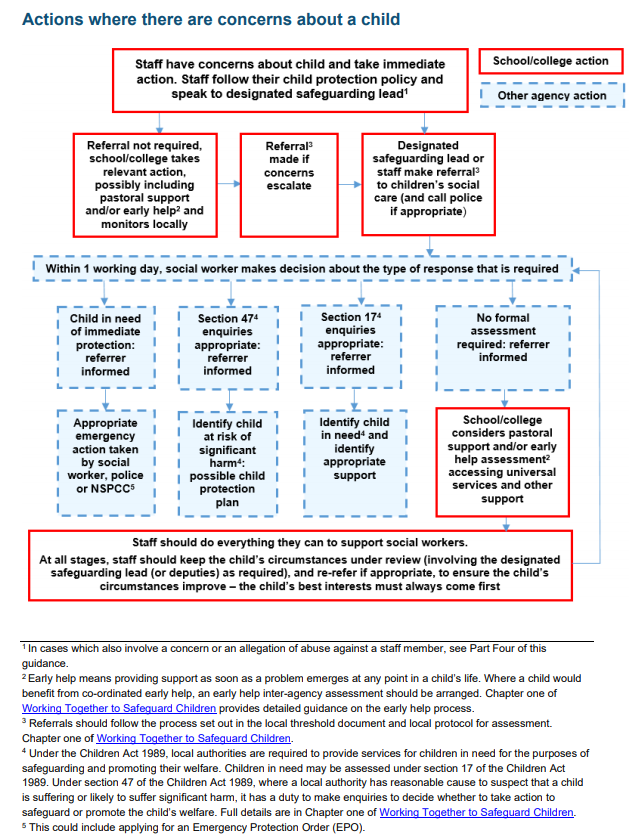 Actions where there are concerns about a child
Staff have concerns about child and take immediate
action. Staff follow their child protection policy and
speak to designated safeguarding lead¹
School/college action
Other agency action
Referral not required,
school/college takes
relevant action,
possibly including
pastoral support
and/or early help² and
monitors locally
Referral³
made if
concerns
escalate
Designated
safeguarding lead or
staff make referral³
to children's social
care (and call police
if appropriate)
Within 1 working day, social worker makes decision about the type of response that is required
Child in need
of immediate
protection:
referrer
informed
Section 47⁴
enquiries
appropriate:
referrer
informed
Section 17⁴
enquiries
appropriate:
referrer
informed
No formal
assessment
required: referrer
informed
Appropriate
emergency
action taken
by social
worker, police
or NSPCC⁵
Identify child
at risk of
significant
harm⁴:
possible child
protection
plan
Identify child
in need⁴ and
identify
appropriate
support
School/college
considers pastoral
support and/or early
help assessment²
accessing universal
services and other
support
Staff should do everything they can to support social workers.
At all stages, staff should keep the child's circumstances under review (involving the designated
safeguarding lead (or deputies) as required), and re-refer if appropriate, to ensure the child's
circumstances improve – the child's best interests must always come first
¹ In cases which also involve a concern or an allegation of abuse against a staff member, see Part Four of this
guidance.
² Early help means providing support as soon as a problem emerges at any point in a child's life. Where a child would
benefit from co-ordinated early help, an early help inter-agency assessment should be arranged. Chapter one of
Working Together to Safeguard Children provides detailed guidance on the early help process.
³ Referrals should follow the process set out in the local threshold document and local protocol for assessment.
Chapter one of Working Together to Safeguard Children.
⁴ Under the Children Act 1989, local authorities are required to provide services for children in need for the purposes of
safeguarding and promoting their welfare. Children in need may be assessed under section 17 of the Children Act
1989. Under section 47 of the Children Act 1989, where a local authority has reasonable cause to suspect that a child
is suffering or likely to suffer significant harm, it has a duty to make enquiries to decide whether to take action to
safeguard or promote the child's welfare. Full details are in Chapter one of Working Together to Safeguard Children.
⁵ This could include applying for an Emergency Protection Order (EPO).